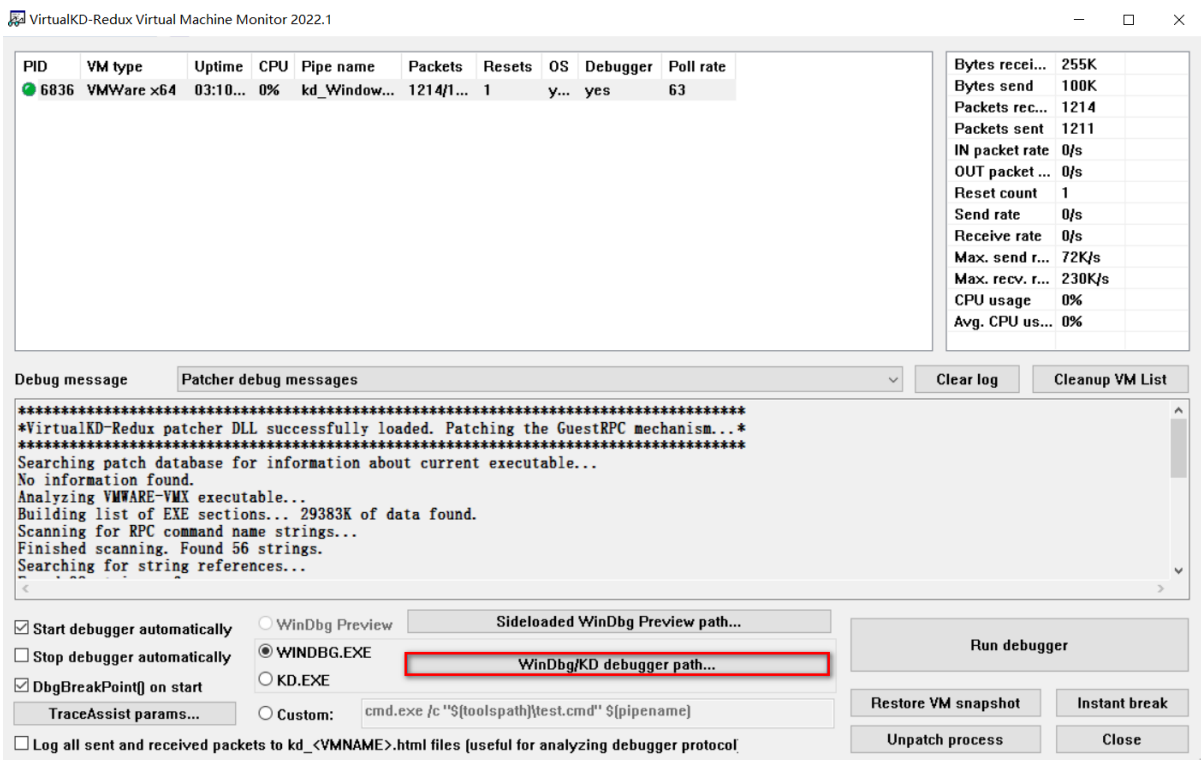 VirtualKD-Redux Virtual Machine Monitor 2022.1
PID VM type Uptime CPU Pipe name Packets Resets OS Debugger Poll rate
6836 VMWare x64 03:10... 0% kd_Window... 1214/1... 1 y... yes 63
Bytes recei... 255K
Bytes send 100K
Packets rec... 1214
Packets sent 1211
IN packet rate 0/s
OUT packet ... 0/s
Reset count 1
Send rate 0/s
Receive rate 0/s
Max. send r... 72K/s
Max. recv. r... 230K/s
CPU usage 0%
Avg. CPU us... 0%
Debug message Patcher debug messages Clear log Cleanup VM List
*VirtualKD-Redux patcher DLL successfully loaded. Patching the GuestRPC mechanism...*
Searching patch database for information about current executable...
No information found.
Analyzing VMWARE-VMX executable...
Building list of EXE sections... 29383K of data found.
Scanning for RPC command name strings...
Finished scanning. Found 56 strings.
Searching for string references...
Start debugger automatically
Stop debugger automatically
DbgBreakPoint() on start
TraceAssist params...
WinDbg Preview
WINDBG.EXE
KD.EXE
Custom: cmd.exe /c "$(toolspath)\test.cmd" $(pipename)
Sideloaded WinDbg Preview path...
WinDbg/KD debugger path...
Run debugger
Restore VM snapshot Instant break
Unpatch process Close
Log all sent and received packets to kd_<VMNAME>.html files (useful for analyzing debugger protocol